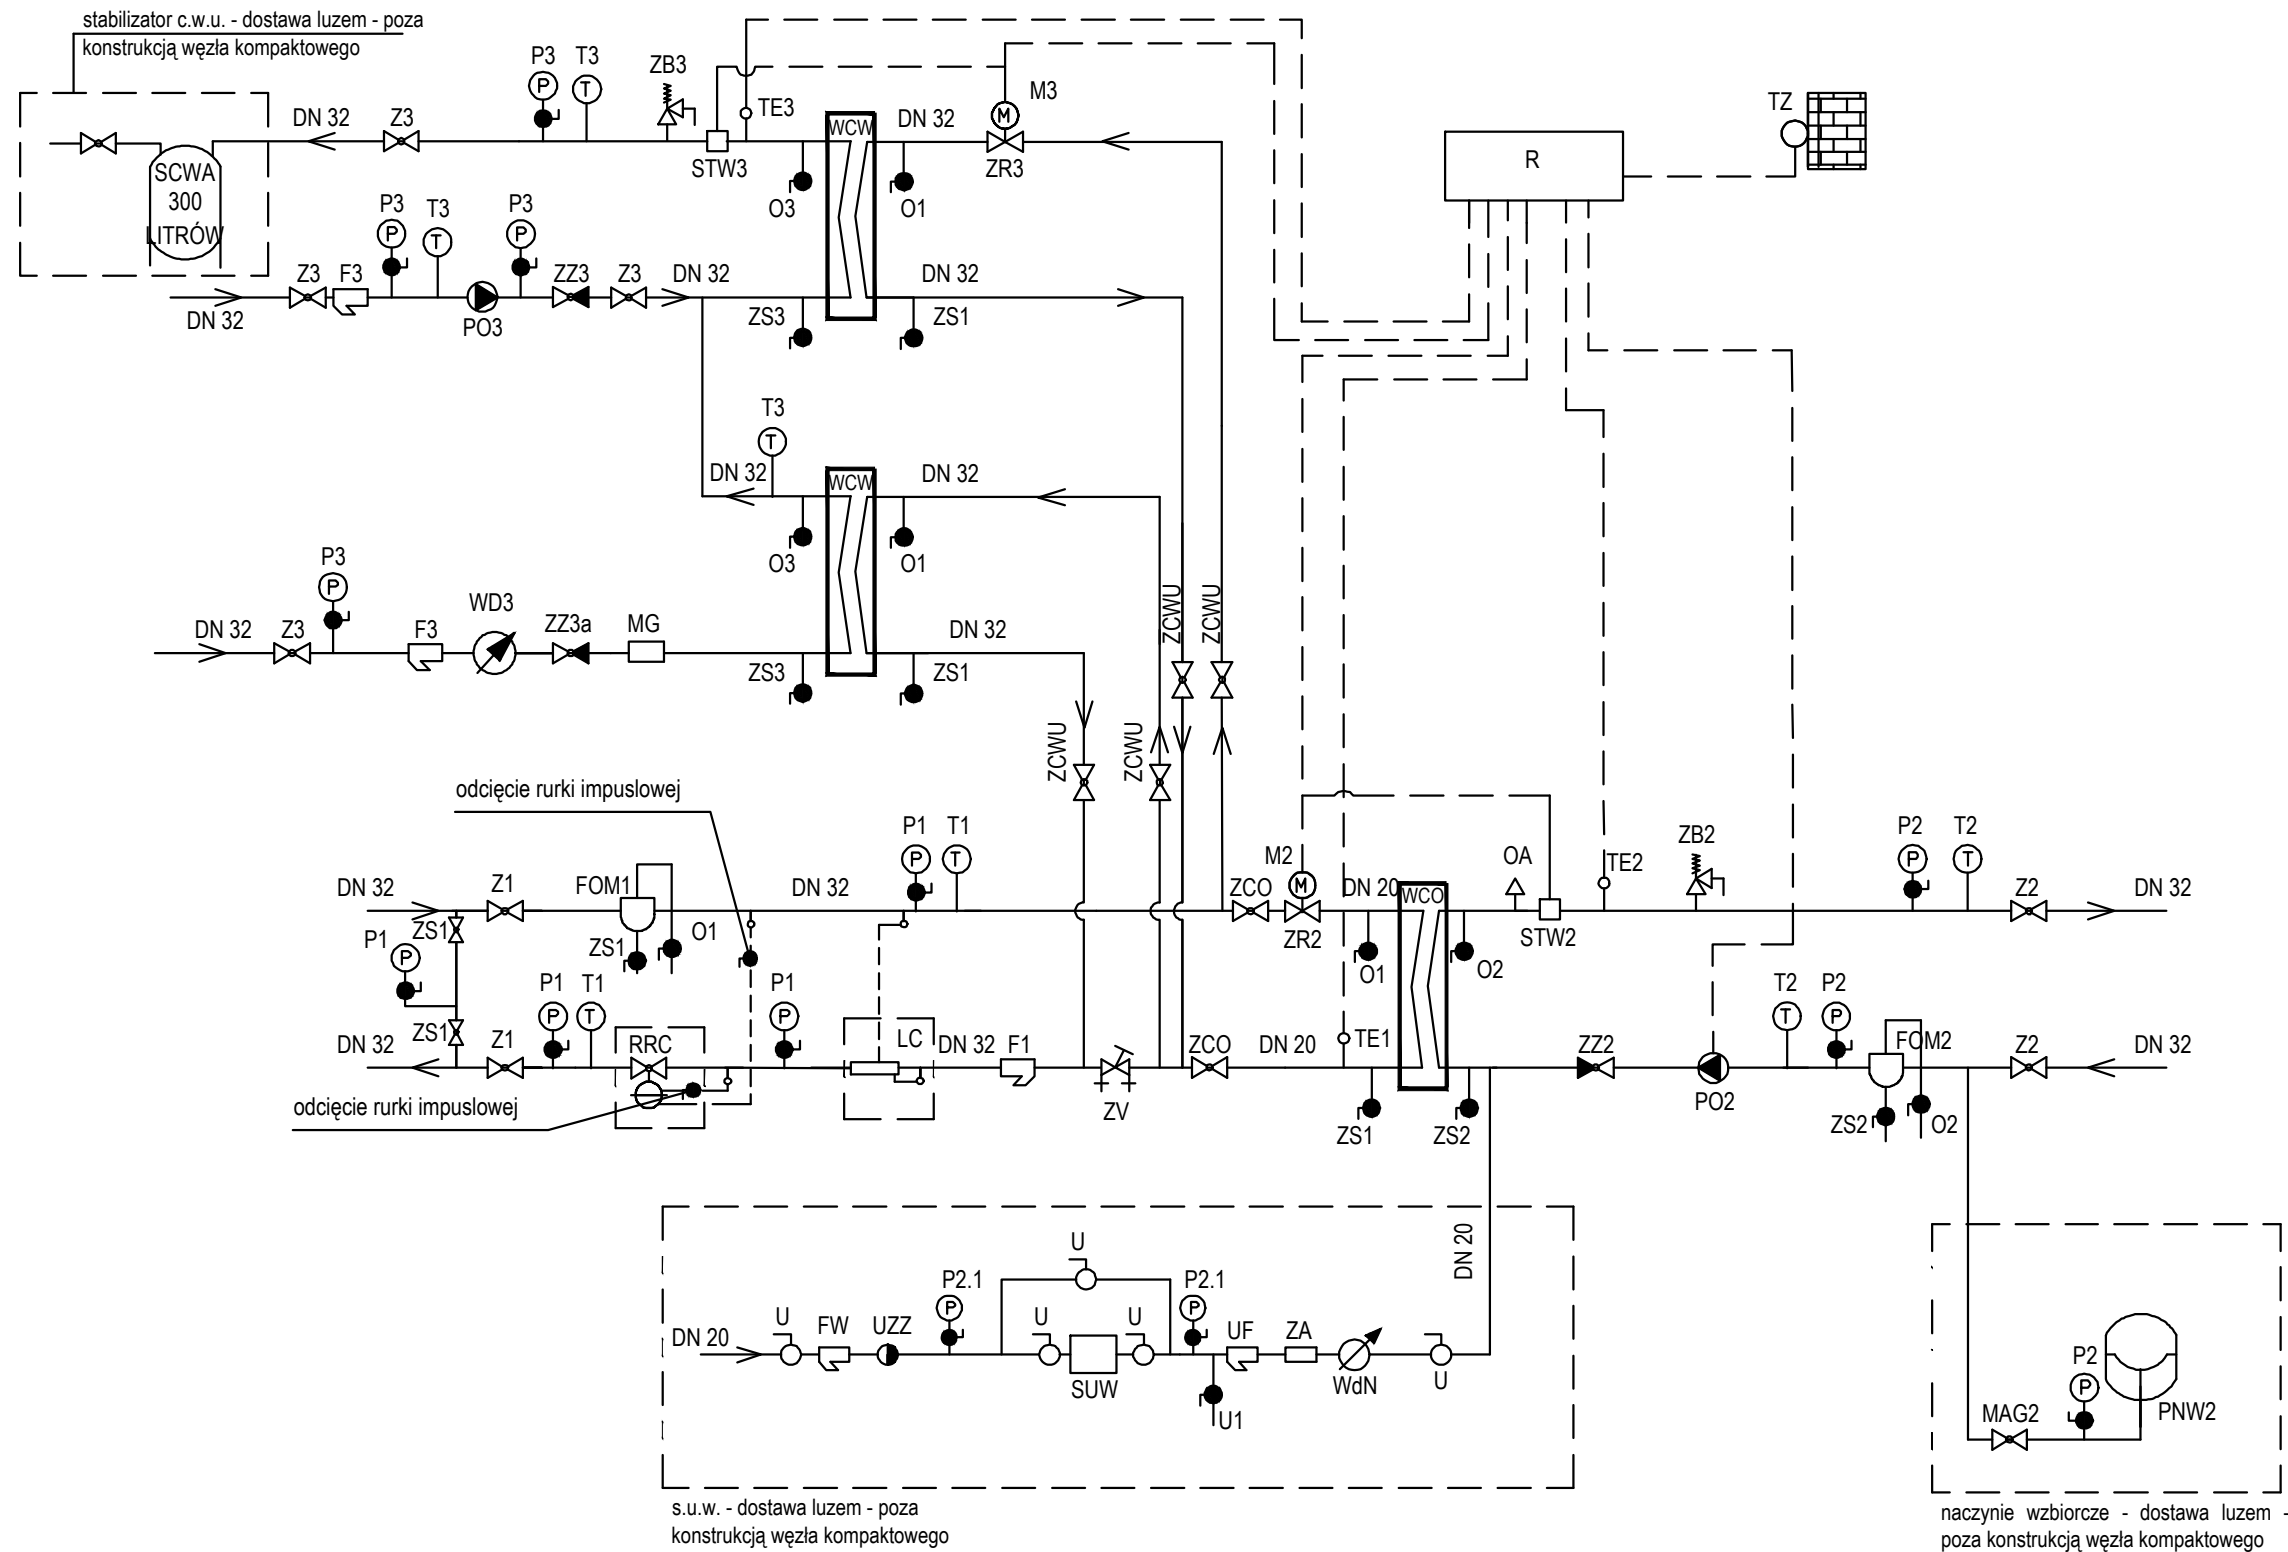 stabilizator c.w.u. - dostawa luzem - poza
konstrukcją węzła kompaktowego
P3 T3 ZB3 M3
TE3
TZ
DN 32 Z3 WCW DN 32 M
P T
SCWA
300
LITRÓW
STW3 ZR3 R
O3 O1
P3 T3 P3
P T P
Z3 F3 ZZ3 Z3 DN 32 DN 32
DN 32 PO3 ZS3 ZS1
T3
T
DN 32 WCW DN 32
O3 O1
P3
P
WD3
DN 32 Z3 F3 ZZ3a MG DN 32
ZS3 ZS1
ZCWU ZCWU
ZCWU ZCWU
odcięcie rurki impuslowej
P1 T1 M2 OA ZB2 P2 T2
P T M TE2 P T
DN 32 Z1 FOM1 DN 32 ZCO DN 20 WCO Z2 DN 32
ZS1 ZS1 O1 ZR2 STW2
P1 O1 O2
P
P1 T1 P1 T2 P2
P T P T P
ZS1
DN 32 Z1 RRC LC DN 32 F1 ZCO DN 20 TE1 ZZ2 FOM2 Z2 DN 32
odcięcie rurki impuslowej
ZV PO2
ZS1 ZS2 ZS2 O2
DN 20
U
P2.1 P2.1
P P
DN 20 U FW UZZ U U UF ZA
SUW WdN U
U1
P2
P
MAG2 PNW2
s.u.w. - dostawa luzem - poza
konstrukcją węzła kompaktowego
naczynie wzbiorcze - dostawa luzem -
poza konstrukcją węzła kompaktowego